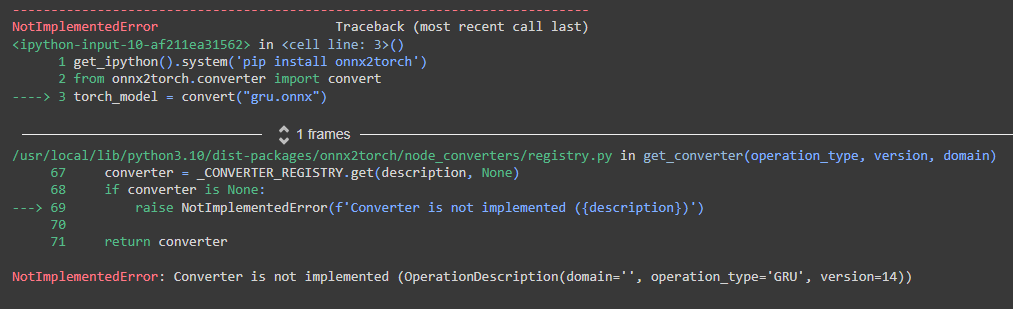 ---------------------------------------------------------------------------
NotImplementedError                       Traceback (most recent call last)
<ipython-input-10-af211ea31562> in <cell line: 3>()
      1 get_ipython().system('pip install onnx2torch')
      2 from onnx2torch.converter import convert
----> 3 torch_model = convert("gru.onnx")
1 frames
/usr/local/lib/python3.10/dist-packages/onnx2torch/node_converters/registry.py in get_converter(operation_type, version, domain)
     67     converter = _CONVERTER_REGISTRY.get(description, None)
     68     if converter is None:
---> 69         raise NotImplementedError(f'Converter is not implemented ({description})')
     70
     71     return converter
NotImplementedError: Converter is not implemented (OperationDescription(domain='', operation_type='GRU', version=14))